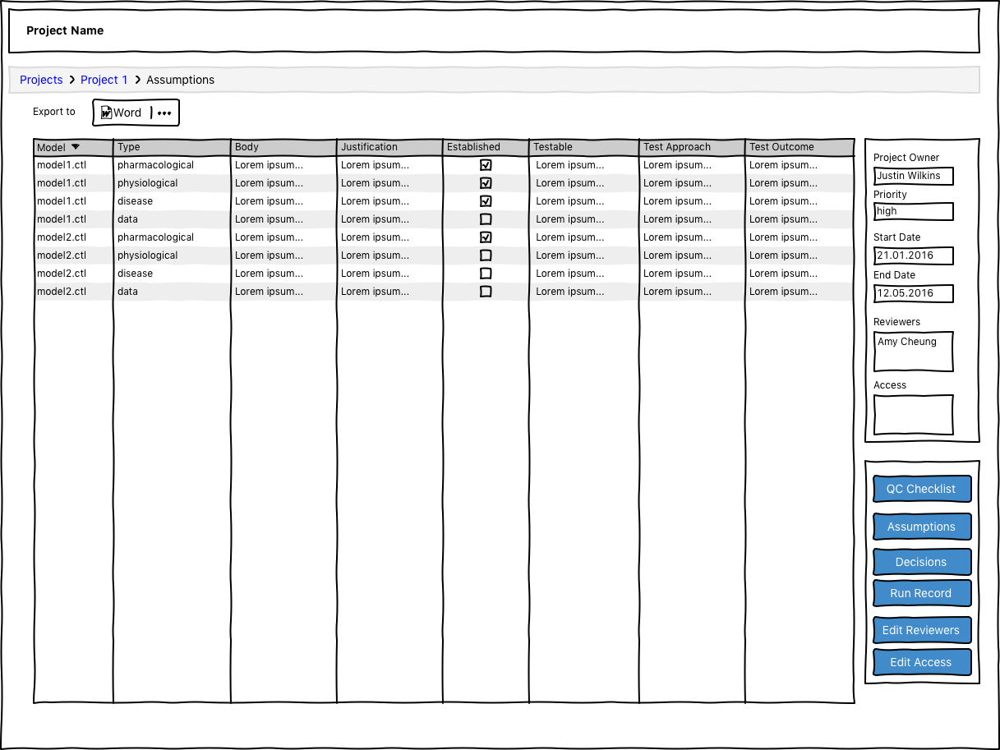 Project Name
Projects > Project 1 > Assumptions
Export to Word | •••
Model Type Body Justification Established Testable Test Approach Test Outcome
model1.ctl pharmacological Lorem ipsum... Lorem ipsum... Lorem ipsum... Lorem ipsum... Lorem ipsum...
model1.ctl physiological Lorem ipsum... Lorem ipsum... Lorem ipsum... Lorem ipsum... Lorem ipsum...
model1.ctl disease Lorem ipsum... Lorem ipsum... Lorem ipsum... Lorem ipsum... Lorem ipsum...
model1.ctl data Lorem ipsum... Lorem ipsum... Lorem ipsum... Lorem ipsum... Lorem ipsum...
model2.ctl pharmacological Lorem ipsum... Lorem ipsum... Lorem ipsum... Lorem ipsum... Lorem ipsum...
model2.ctl physiological Lorem ipsum... Lorem ipsum... Lorem ipsum... Lorem ipsum... Lorem ipsum...
model2.ctl disease Lorem ipsum... Lorem ipsum... Lorem ipsum... Lorem ipsum... Lorem ipsum...
model2.ctl data Lorem ipsum... Lorem ipsum... Lorem ipsum... Lorem ipsum... Lorem ipsum...
Project Owner
Justin Wilkins
Priority
high
Start Date
21.01.2016
End Date
12.05.2016
Reviewers
Amy Cheung
Access
QC Checklist
Assumptions
Decisions
Run Record
Edit Reviewers
Edit Access